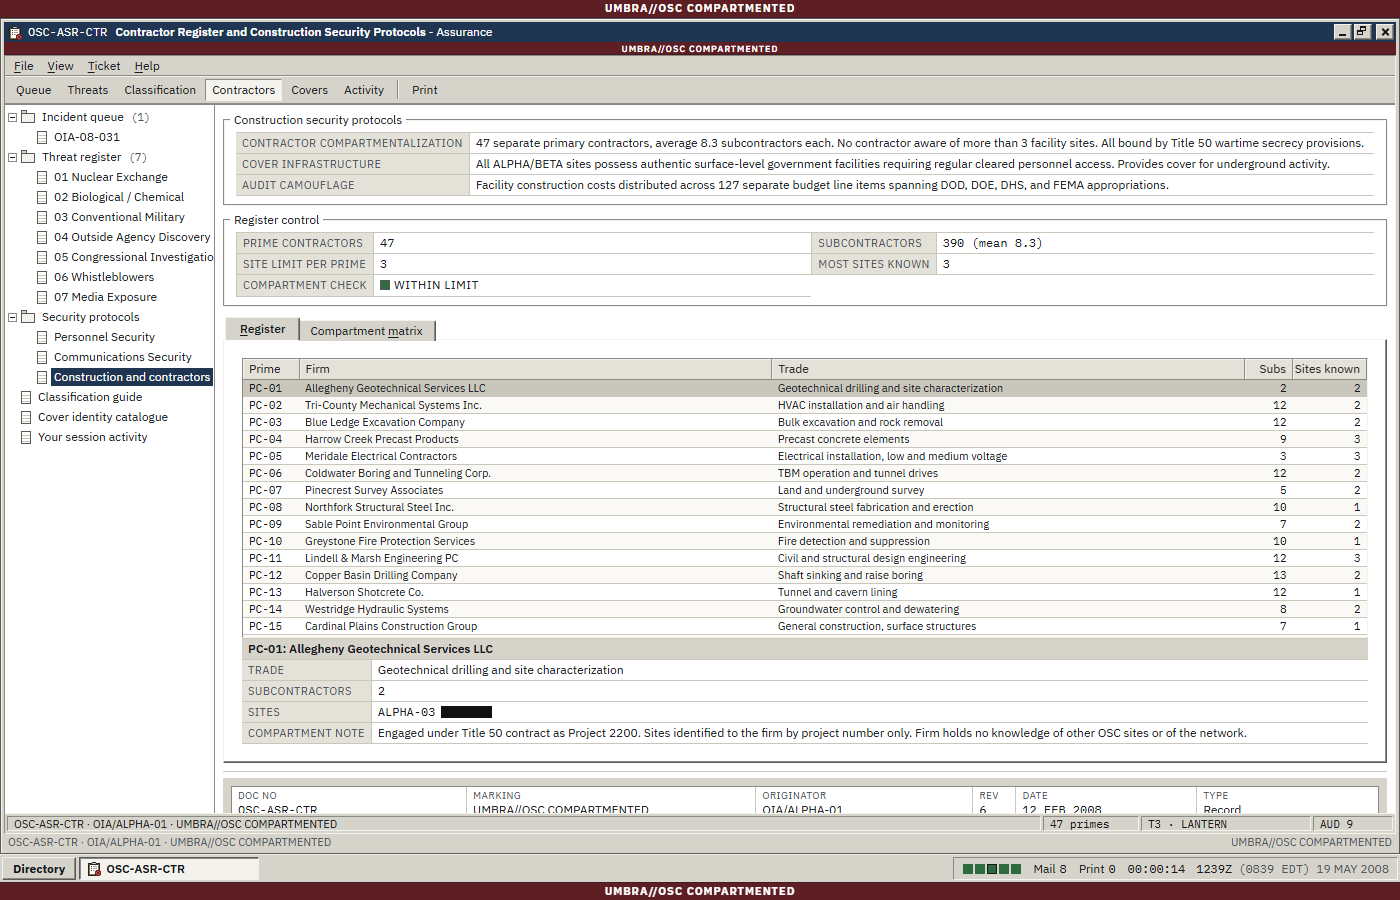 UMBRA//OSC COMPARTMENTED
OSC-ASR-CTR Contractor Register and Construction Security Protocols - Assurance
UMBRA//OSC COMPARTMENTED
File View Ticket Help
Queue Threats Classification Contractors Covers Activity Print
Incident queue (1)
OIA-08-031
Threat register (7)
01 Nuclear Exchange
02 Biological / Chemical
03 Conventional Military
04 Outside Agency Discovery
05 Congressional Investigatio
06 Whistleblowers
07 Media Exposure
Security protocols
Personnel Security
Communications Security
Construction and contractors
Classification guide
Cover identity catalogue
Your session activity
Construction security protocols
CONTRACTOR COMPARTMENTALIZATION 47 separate primary contractors, average 8.3 subcontractors each. No contractor aware of more than 3 facility sites. All bound by Title 50 wartime secrecy provisions.
COVER INFRASTRUCTURE All ALPHA/BETA sites possess authentic surface-level government facilities requiring regular cleared personnel access. Provides cover for underground activity.
AUDIT CAMOUFLAGE Facility construction costs distributed across 127 separate budget line items spanning DOD, DOE, DHS, and FEMA appropriations.
Register control
PRIME CONTRACTORS 47 SUBCONTRACTORS 390 (mean 8.3)
SITE LIMIT PER PRIME 3 MOST SITES KNOWN 3
COMPARTMENT CHECK WITHIN LIMIT
Register Compartment matrix
Prime Firm Trade Subs Sites known
PC-01 Allegheny Geotechnical Services LLC Geotechnical drilling and site characterization 2 2
PC-02 Tri-County Mechanical Systems Inc. HVAC installation and air handling 12 2
PC-03 Blue Ledge Excavation Company Bulk excavation and rock removal 12 2
PC-04 Harrow Creek Precast Products Precast concrete elements 9 3
PC-05 Meridale Electrical Contractors Electrical installation, low and medium voltage 3 3
PC-06 Coldwater Boring and Tunneling Corp. TBM operation and tunnel drives 12 2
PC-07 Pinecrest Survey Associates Land and underground survey 5 2
PC-08 Northfork Structural Steel Inc. Structural steel fabrication and erection 10 1
PC-09 Sable Point Environmental Group Environmental remediation and monitoring 7 2
PC-10 Greystone Fire Protection Services Fire detection and suppression 10 1
PC-11 Lindell & Marsh Engineering PC Civil and structural design engineering 12 3
PC-12 Copper Basin Drilling Company Shaft sinking and raise boring 13 2
PC-13 Halverson Shotcrete Co. Tunnel and cavern lining 12 1
PC-14 Westridge Hydraulic Systems Groundwater control and dewatering 8 2
PC-15 Cardinal Plains Construction Group General construction, surface structures 7 1
PC-01: Allegheny Geotechnical Services LLC
TRADE Geotechnical drilling and site characterization
SUBCONTRACTORS 2
SITES ALPHA-03
COMPARTMENT NOTE Engaged under Title 50 contract as Project 2200. Sites identified to the firm by project number only. Firm holds no knowledge of other OSC sites or of the network.
DOC NO MARKING ORIGINATOR REV DATE TYPE
OSC-ASR-CTR UMBRA//OSC COMPARTMENTED OIA/ALPHA-01 6 12 FEB 2008 Record
OSC-ASR-CTR · OIA/ALPHA-01 · UMBRA//OSC COMPARTMENTED 47 primes T3 · LANTERN AUD 9
OSC-ASR-CTR · OIA/ALPHA-01 · UMBRA//OSC COMPARTMENTED UMBRA//OSC COMPARTMENTED
Directory OSC-ASR-CTR Mail 8 Print 0 00:00:14 1239Z (0839 EDT) 19 MAY 2008
UMBRA//OSC COMPARTMENTED